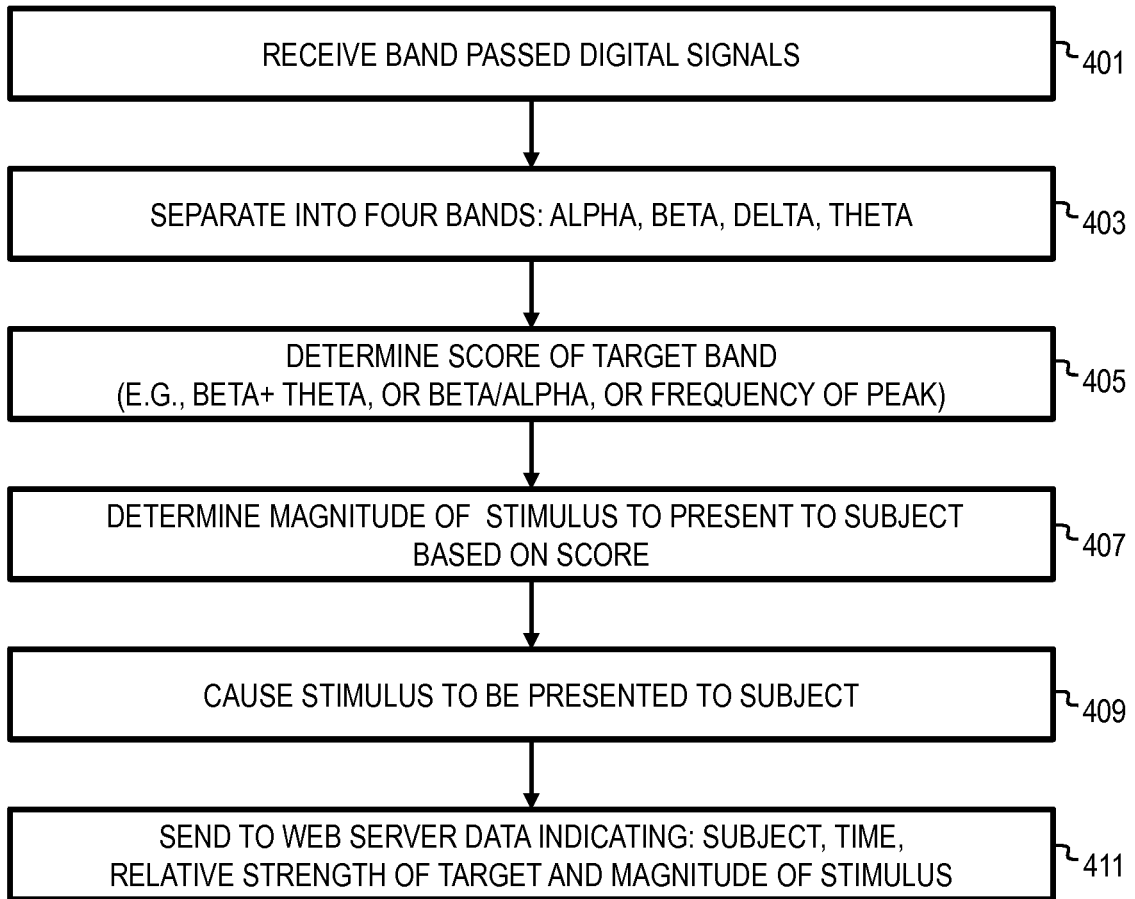 RECEIVE BAND PASSED DIGITAL SIGNALS
401
SEPARATE INTO FOUR BANDS: ALPHA, BETA, DELTA, THETA
403
DETERMINE SCORE OF TARGET BAND
(E.G., BETA+ THETA, OR BETA/ALPHA, OR FREQUENCY OF PEAK)
405
DETERMINE MAGNITUDE OF STIMULUS TO PRESENT TO SUBJECT
BASED ON SCORE
407
CAUSE STIMULUS TO BE PRESENTED TO SUBJECT
409
SEND TO WEB SERVER DATA INDICATING: SUBJECT, TIME,
RELATIVE STRENGTH OF TARGET AND MAGNITUDE OF STIMULUS
411